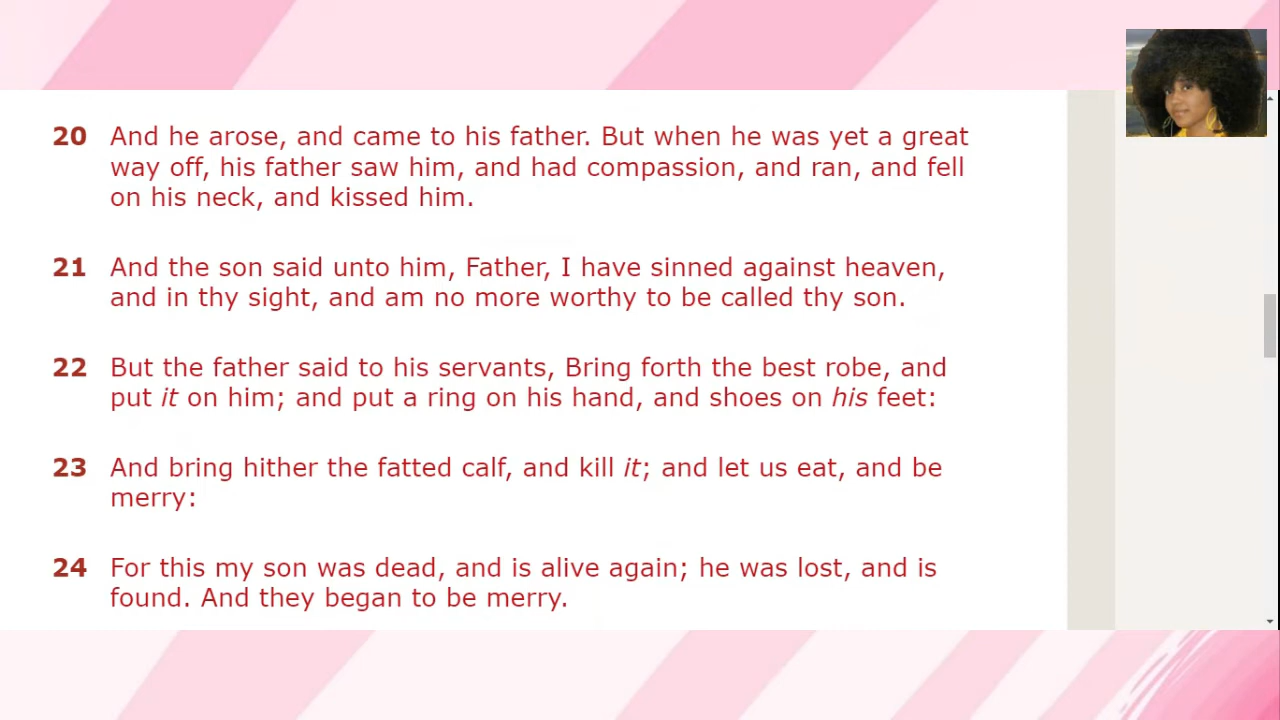 20 And he arose, and came to his father. But when he was yet a great
way off, his father saw him, and had compassion, and ran, and fell
on his neck, and kissed him.
21 And the son said unto him, Father, I have sinned against heaven,
and in thy sight, and am no more worthy to be called thy son.
22 But the father said to his servants, Bring forth the best robe, and
put it on him; and put a ring on his hand, and shoes on his feet:
23 And bring hither the fatted calf, and kill it; and let us eat, and be
merry:
24 For this my son was dead, and is alive again; he was lost, and is
found. And they began to be merry.